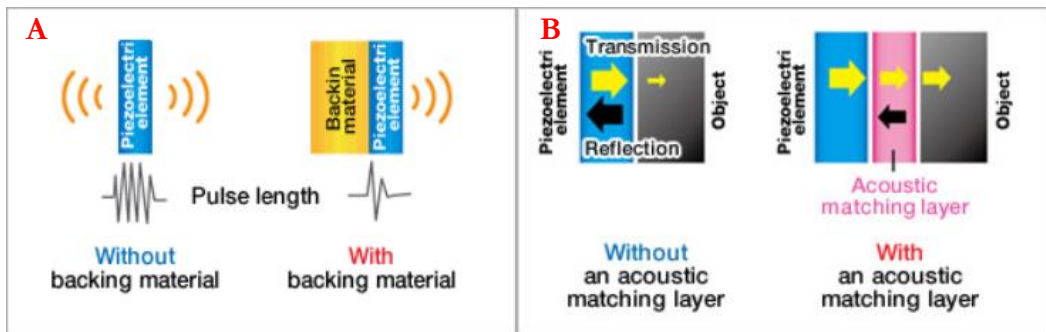 A
Piezoelectri
element
Backin
material
Piezoelectri
element
Pulse length
Without
backing material
With
backing material
B
Piezoelectri
element
Transmission
Reflection
Object
Without
an acoustic
matching layer
Piezoelectri
element
Object
Acoustic
matching layer
With
an acoustic
matching layer